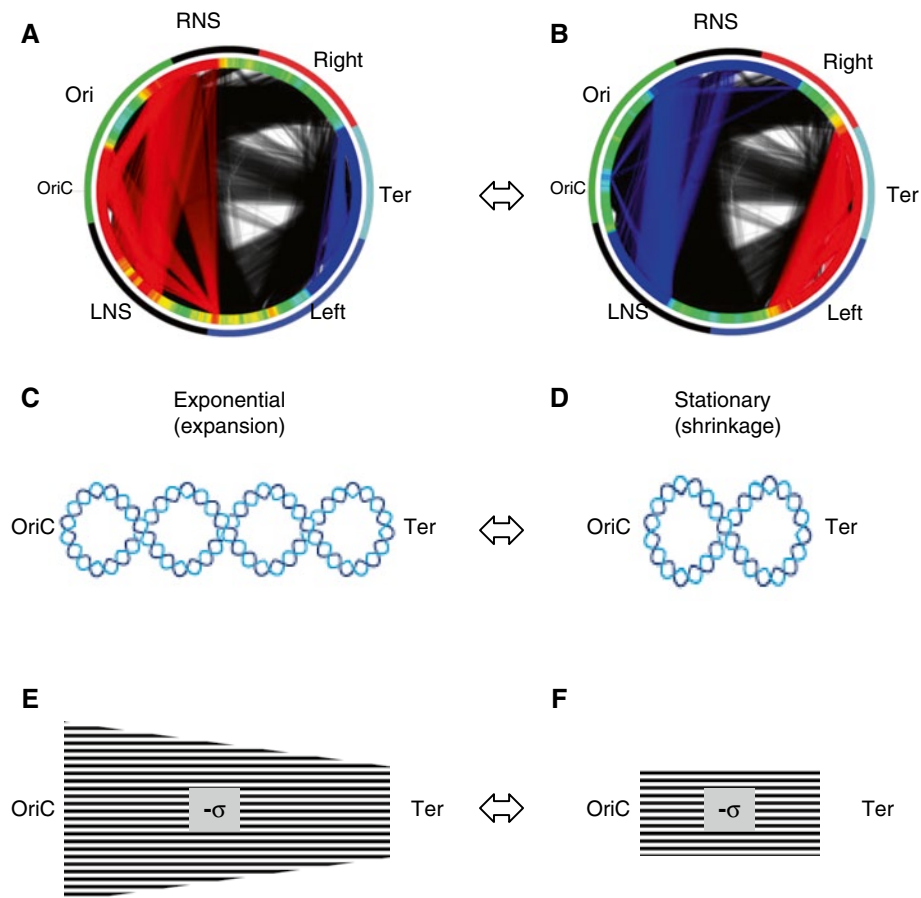 A
RNS
Right
Ori
OriC
Ter
LNS
Left
B
RNS
Right
Ori
OriC
Ter
LNS
Left
C
Exponential
(expansion)
OriC
Ter
D
Stationary
(shrinkage)
OriC
Ter
E
OriC
-σ
Ter
F
OriC
-σ
Ter